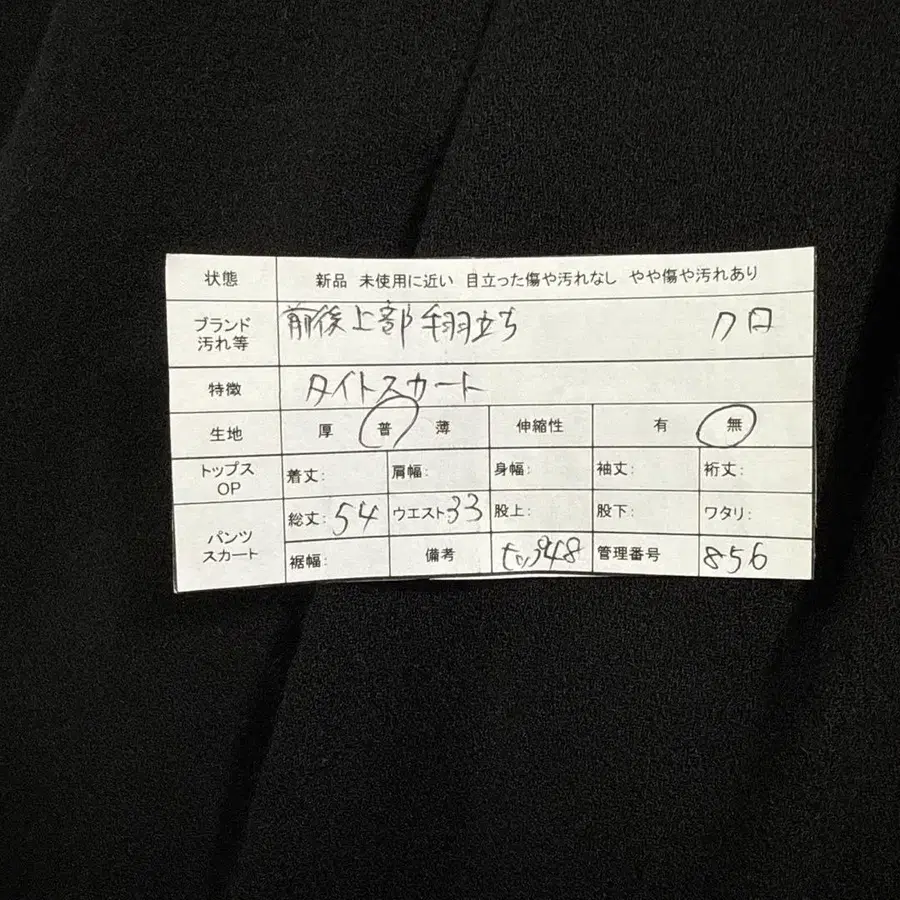 状態 新品 未使用に近い 目立った傷や汚れなし やや傷や汚れあり
ブランド 汚れ等 前後上部 毛羽立ち クロ
特徴 タイトスカート
生地 厚 普 薄 伸縮性 有 無
トップス OP 着丈: 肩幅: 身幅: 袖丈: 裄丈:
パンツ スカート 総丈: 54 ウエスト 33 股上: 股下: ワタリ:
裾幅: 備考 ヒップ48 管理番号 856